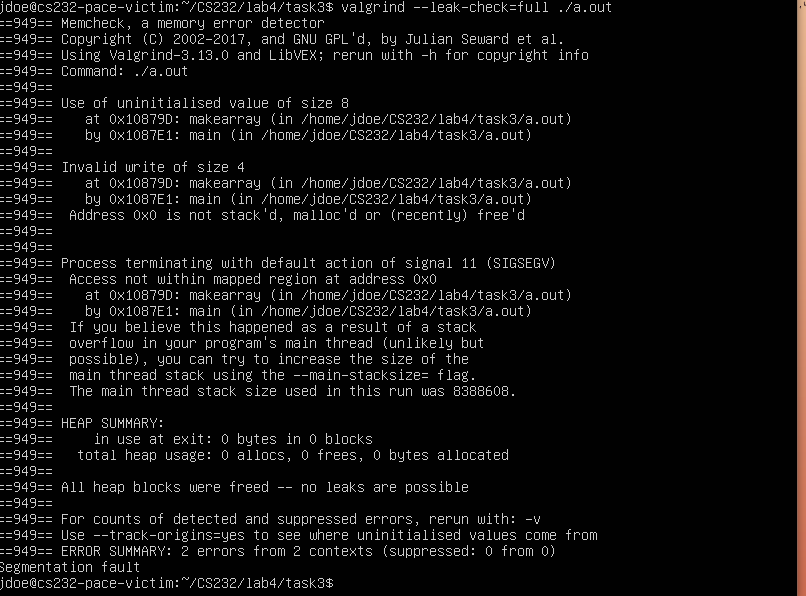 jdoe@cs232-pace-victim:~/CS232/lab4/task3$ valgrind --leak-check=full ./a.out
==949== Memcheck, a memory error detector
==949== Copyright (C) 2002-2017, and GNU GPL'd, by Julian Seward et al.
==949== Using Valgrind-3.13.0 and LibVEX; rerun with -h for copyright info
==949== Command: ./a.out
==949==
==949== Use of uninitialised value of size 8
==949==    at 0x10879D: makearray (in /home/jdoe/CS232/lab4/task3/a.out)
==949==    by 0x1087E1: main (in /home/jdoe/CS232/lab4/task3/a.out)
==949==
==949== Invalid write of size 4
==949==    at 0x10879D: makearray (in /home/jdoe/CS232/lab4/task3/a.out)
==949==    by 0x1087E1: main (in /home/jdoe/CS232/lab4/task3/a.out)
==949==  Address 0x0 is not stack'd, malloc'd or (recently) free'd
==949==
==949==
==949== Process terminating with default action of signal 11 (SIGSEGV)
==949==  Access not within mapped region at address 0x0
==949==    at 0x10879D: makearray (in /home/jdoe/CS232/lab4/task3/a.out)
==949==    by 0x1087E1: main (in /home/jdoe/CS232/lab4/task3/a.out)
==949==  If you believe this happened as a result of a stack
==949==  overflow in your program's main thread (unlikely but
==949==  possible), you can try to increase the size of the
==949==  main thread stack using the --main-stacksize= flag.
==949==  The main thread stack size used in this run was 8388608.
==949==
==949== HEAP SUMMARY:
==949==     in use at exit: 0 bytes in 0 blocks
==949==   total heap usage: 0 allocs, 0 frees, 0 bytes allocated
==949==
==949== All heap blocks were freed -- no leaks are possible
==949==
==949== For counts of detected and suppressed errors, rerun with: -v
==949== Use --track-origins=yes to see where uninitialised values come from
==949== ERROR SUMMARY: 2 errors from 2 contexts (suppressed: 0 from 0)
Segmentation fault
jdoe@cs232-pace-victim:~/CS232/lab4/task3$